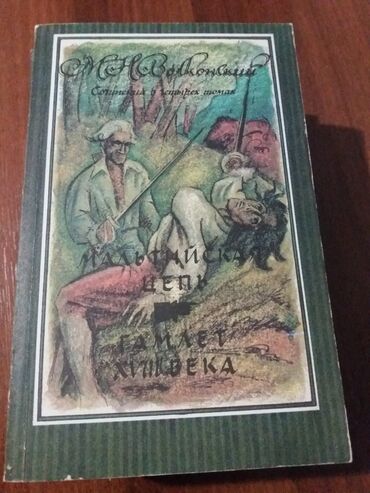 М.Н.Волконский
Сочинения в четырех томах
МАЛЬТИЙСКАЯ
ЦЕПЬ
ГАМЛЕТ
XVIII ВЕКА